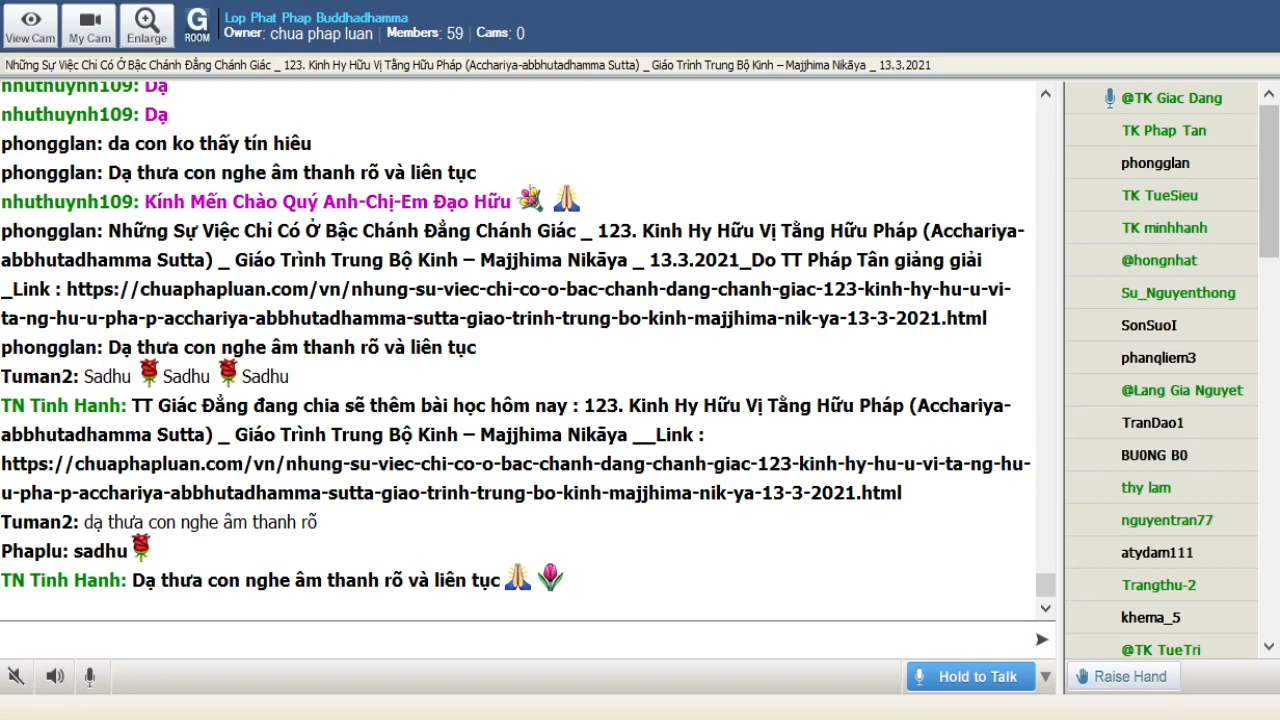 View Cam
My Cam
Enlarge
G
ROOM
Lop Phat Phap Buddhadhamma
Owner: chua phap luan | Members: 59 | Cams: 0
Những Sự Việc Chỉ Có Ở Bậc Chánh Đẳng Chánh Giác _ 123. Kinh Hy Hữu Vị Tằng Hữu Pháp (Acchariya-abbhutadhamma Sutta) _ Giáo Trình Trung Bộ Kinh – Majjhima Nikāya _ 13.3.2021
nhuthuynh109: Dạ
nhuthuynh109: Dạ
phongglan: da con ko thấy tín hiêu
phongglan: Dạ thưa con nghe âm thanh rõ và liên tục
nhuthuynh109: Kính Mến Chào Quý Anh-Chị-Em Đạo Hữu
phongglan: Những Sự Việc Chỉ Có Ở Bậc Chánh Đẳng Chánh Giác _ 123. Kinh Hy Hữu Vị Tằng Hữu Pháp (Acchariya-
abbhutadhamma Sutta) _ Giáo Trình Trung Bộ Kinh – Majjhima Nikāya _ 13.3.2021_Do TT Pháp Tân giảng giải
_Link : https://chuaphapluan.com/vn/nhung-su-viec-chi-co-o-bac-chanh-dang-chanh-giac-123-kinh-hy-hu-u-vi-
ta-ng-hu-u-pha-p-acchariya-abbhutadhamma-sutta-giao-trinh-trung-bo-kinh-majjhima-nik-ya-13-3-2021.html
phongglan: Dạ thưa con nghe âm thanh rõ và liên tục
Tuman2: Sadhu Sadhu Sadhu
TN Tinh Hanh: TT Giác Đẳng đang chia sẽ thêm bài học hôm nay : 123. Kinh Hy Hữu Vị Tằng Hữu Pháp (Acchariya-
abbhutadhamma Sutta) _ Giáo Trình Trung Bộ Kinh – Majjhima Nikāya __Link :
https://chuaphapluan.com/vn/nhung-su-viec-chi-co-o-bac-chanh-dang-chanh-giac-123-kinh-hy-hu-u-vi-ta-ng-hu-
u-pha-p-acchariya-abbhutadhamma-sutta-giao-trinh-trung-bo-kinh-majjhima-nik-ya-13-3-2021.html
Tuman2: dạ thưa con nghe âm thanh rõ
Phaplu: sadhu
TN Tinh Hanh: Dạ thưa con nghe âm thanh rõ và liên tục
Hold to Talk
@TK Giac Dang
TK Phap Tan
phongglan
TK TueSieu
TK minhhanh
@hongnhat
Su_Nguyenthong
SonSuoI
phanqliem3
@Lang Gia Nguyet
TranDao1
BU0NG B0
thy lam
nguyentran77
atydam111
Trangthu-2
khema_5
@TK TueTri
Raise Hand